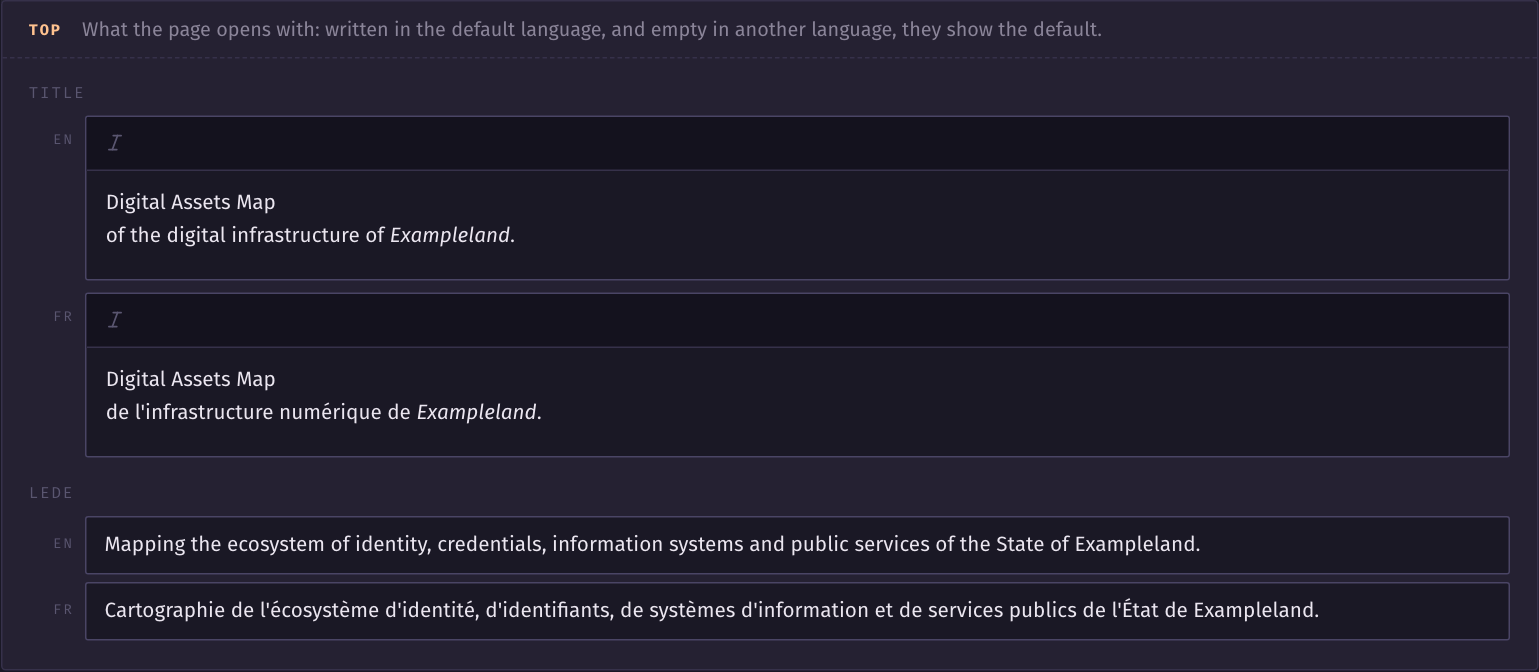 TOP What the page opens with: written in the default language, and empty in another language, they show the default.
TITLE
EN
I
Digital Assets Map
of the digital infrastructure of Exampleland.
FR
I
Digital Assets Map
de l'infrastructure numérique de Exampleland.
LEDE
EN Mapping the ecosystem of identity, credentials, information systems and public services of the State of Exampleland.
FR Cartographie de l'écosystème d'identité, d'identifiants, de systèmes d'information et de services publics de l'État de Exampleland.